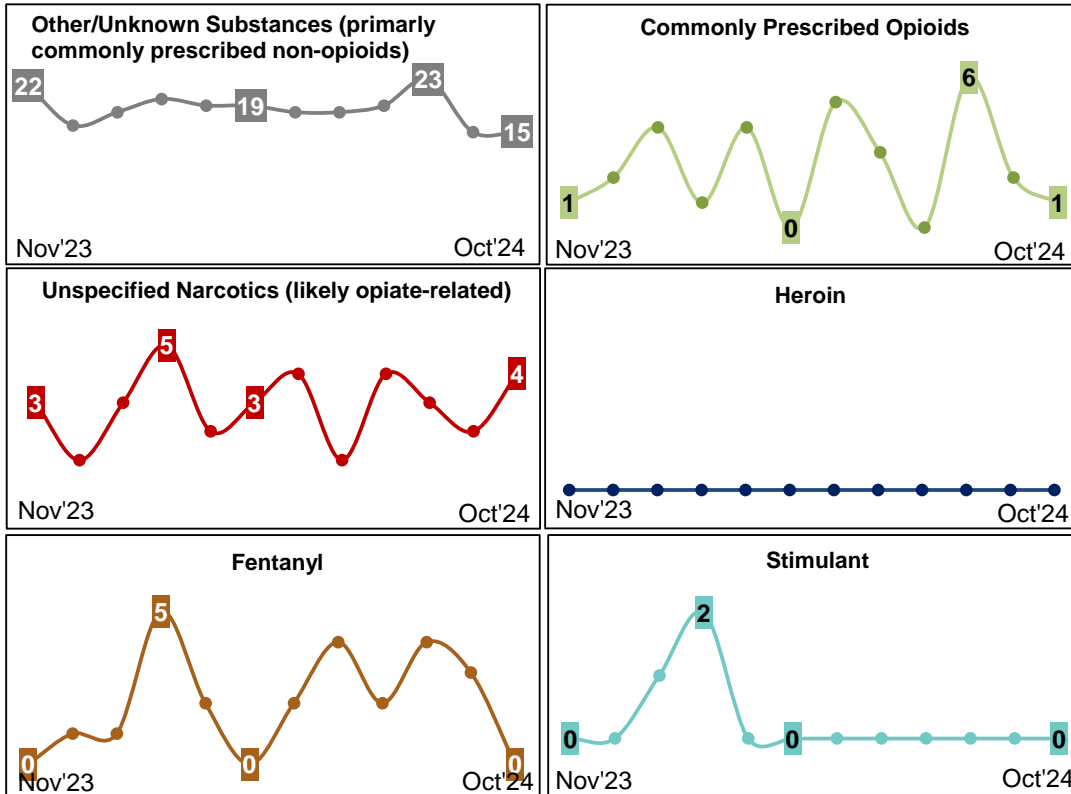 Other/Unknown Substances (primarly
commonly prescribed non-opioids)
22
19
23
15
Nov'23
Oct'24
Commonly Prescribed Opioids
1
0
6
1
Nov'23
Oct'24
Unspecified Narcotics (likely opiate-related)
3
5
3
4
Nov'23
Oct'24
Heroin
Nov'23
Oct'24
Fentanyl
0
5
0
0
Nov'23
Oct'24
Stimulant
0
2
0
0
Nov'23
Oct'24